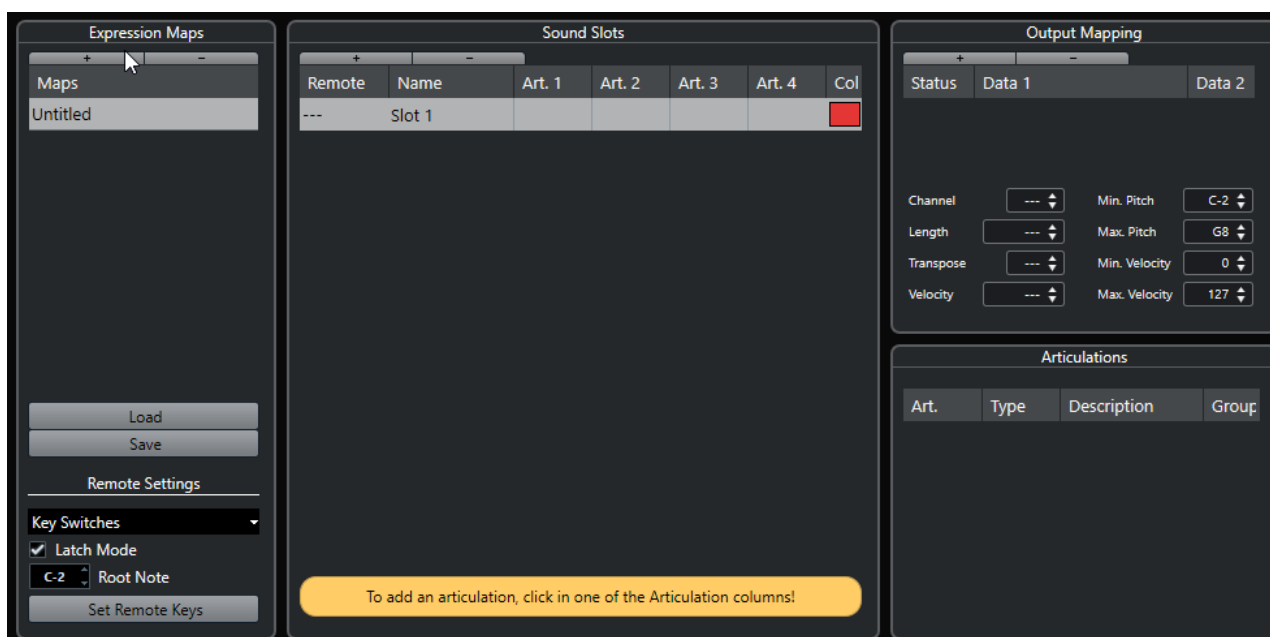 Expression Maps
+ -
Maps
Untitled
Load
Save
Remote Settings
Key Switches
Latch Mode
C-2 Root Note
Set Remote Keys
Sound Slots
+ -
Remote Name Art. 1 Art. 2 Art. 3 Art. 4 Col
--- Slot 1
To add an articulation, click in one of the Articulation columns!
Output Mapping
+ -
Status Data 1 Data 2
Channel --- Min. Pitch C-2
Length --- Max. Pitch G8
Transpose --- Min. Velocity 0
Velocity --- Max. Velocity 127
Articulations
Art. Type Description Group